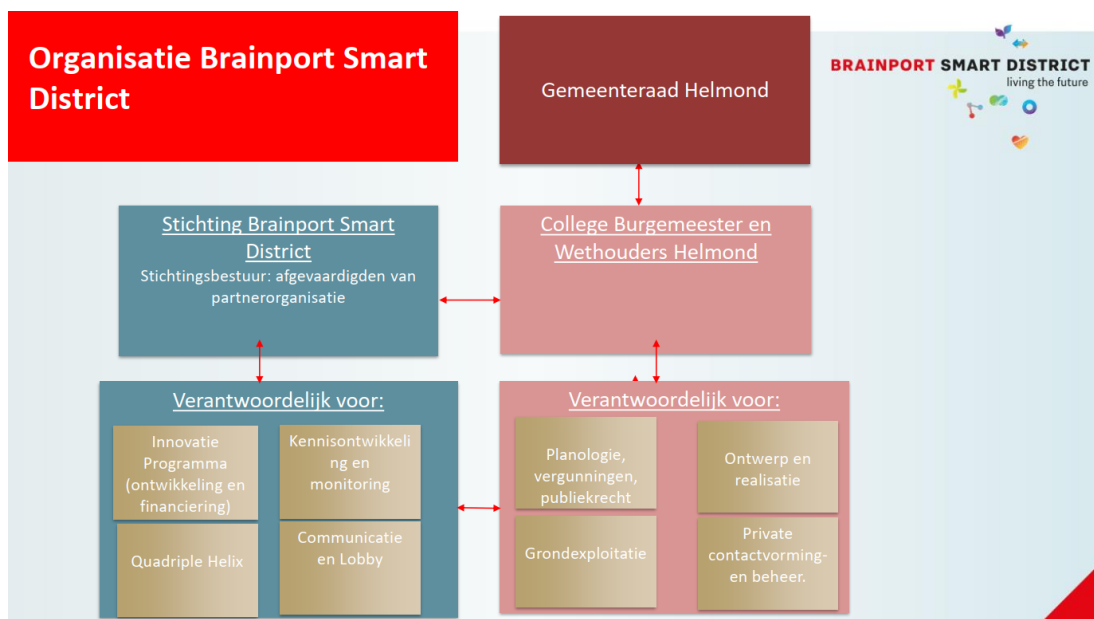 Organisatie Brainport Smart
District
Gemeenteraad Helmond
BRAINPORT SMART DISTRICT
living the future
Stichting Brainport Smart
District
Stichtingsbestuur: afgevaardigden van
partnerorganisatie
College Burgemeester en
Wethouders Helmond
Verantwoordelijk voor:
Innovatie
Programma
(ontwikkeling en
financiering)
Kennisontwikkeli
ng en
monitoring
Quadriple Helix
Communicatie
en Lobby
Verantwoordelijk voor:
Planologie,
vergunningen,
publiekrecht
Ontwerp en
realisatie
Grondexploitatie
Private
contactvorming-
en beheer.